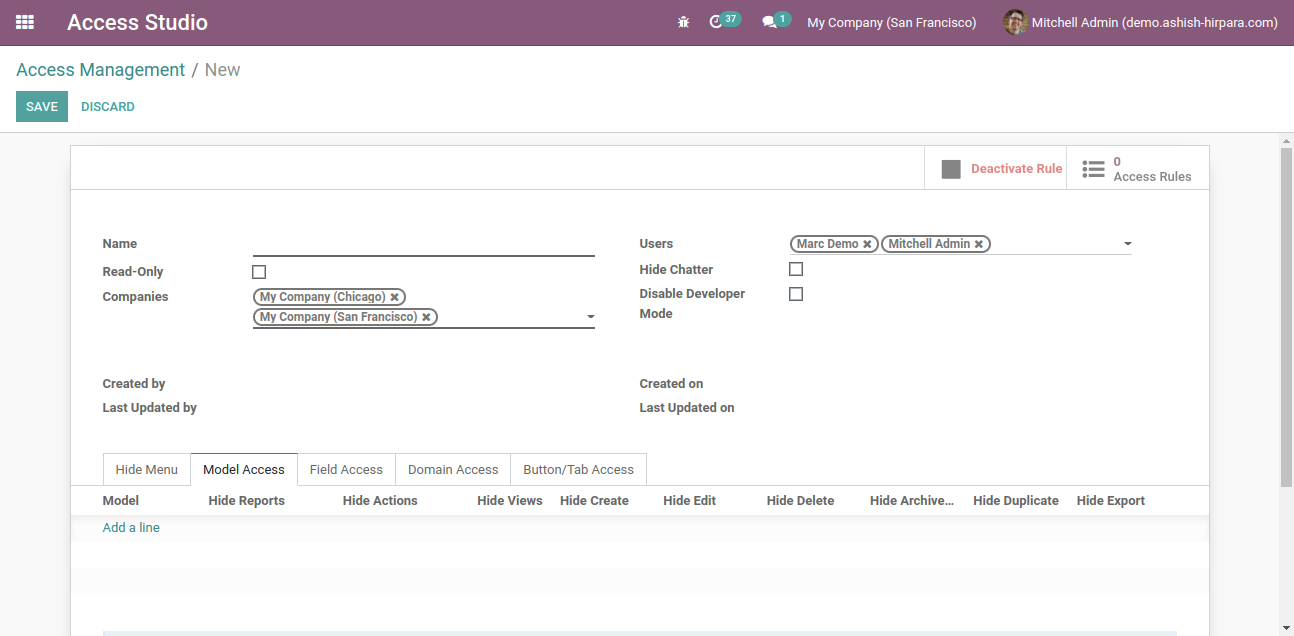 Access Studio 37 1 My Company (San Francisco) Mitchell Admin (demo.ashish-hirpara.com)
Access Management / New
SAVE DISCARD
Deactivate Rule
0
Access Rules
Name
Read-Only
Companies My Company (Chicago) ✖
My Company (San Francisco) ✖
Users Marc Demo ✖ Mitchell Admin ✖
Hide Chatter
Disable Developer
Mode
Created by
Last Updated by
Created on
Last Updated on
Hide Menu Model Access Field Access Domain Access Button/Tab Access
Model Hide Reports Hide Actions Hide Views Hide Create Hide Edit Hide Delete Hide Archive... Hide Duplicate Hide Export
Add a line